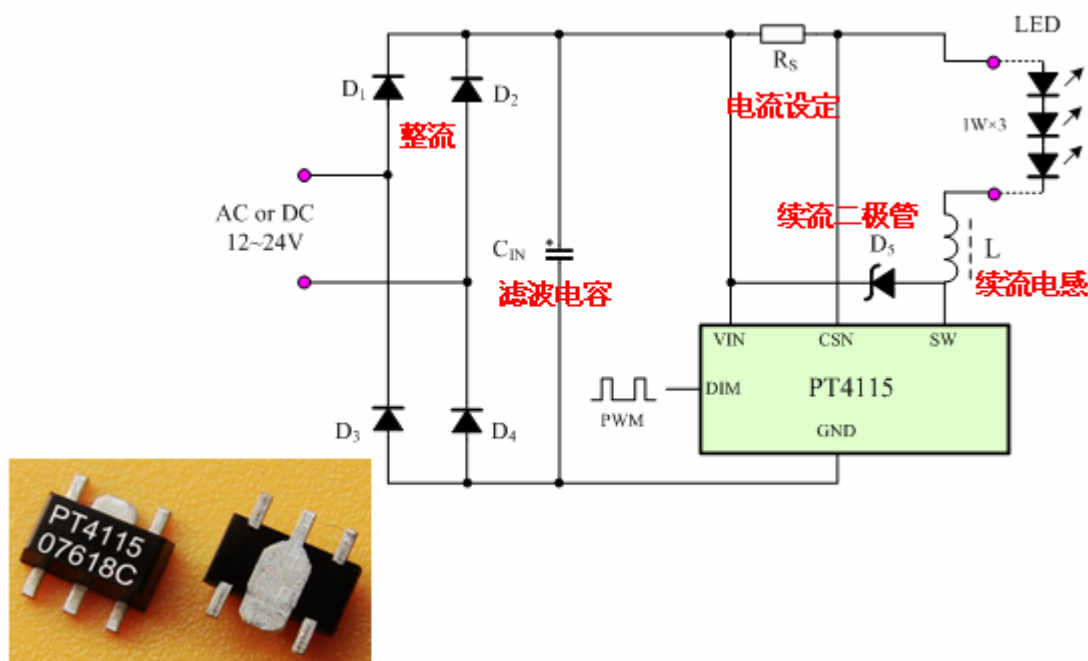 LED
D₁
D₂
R_S
整流
电流设定
1W×3
AC or DC
12~24V
C_IN
滤波电容
续流二极管
D₅
L
续流电感
VIN
CSN
SW
DIM
PT4115
PWM
GND
D₃
D₄
PT4115
07618C